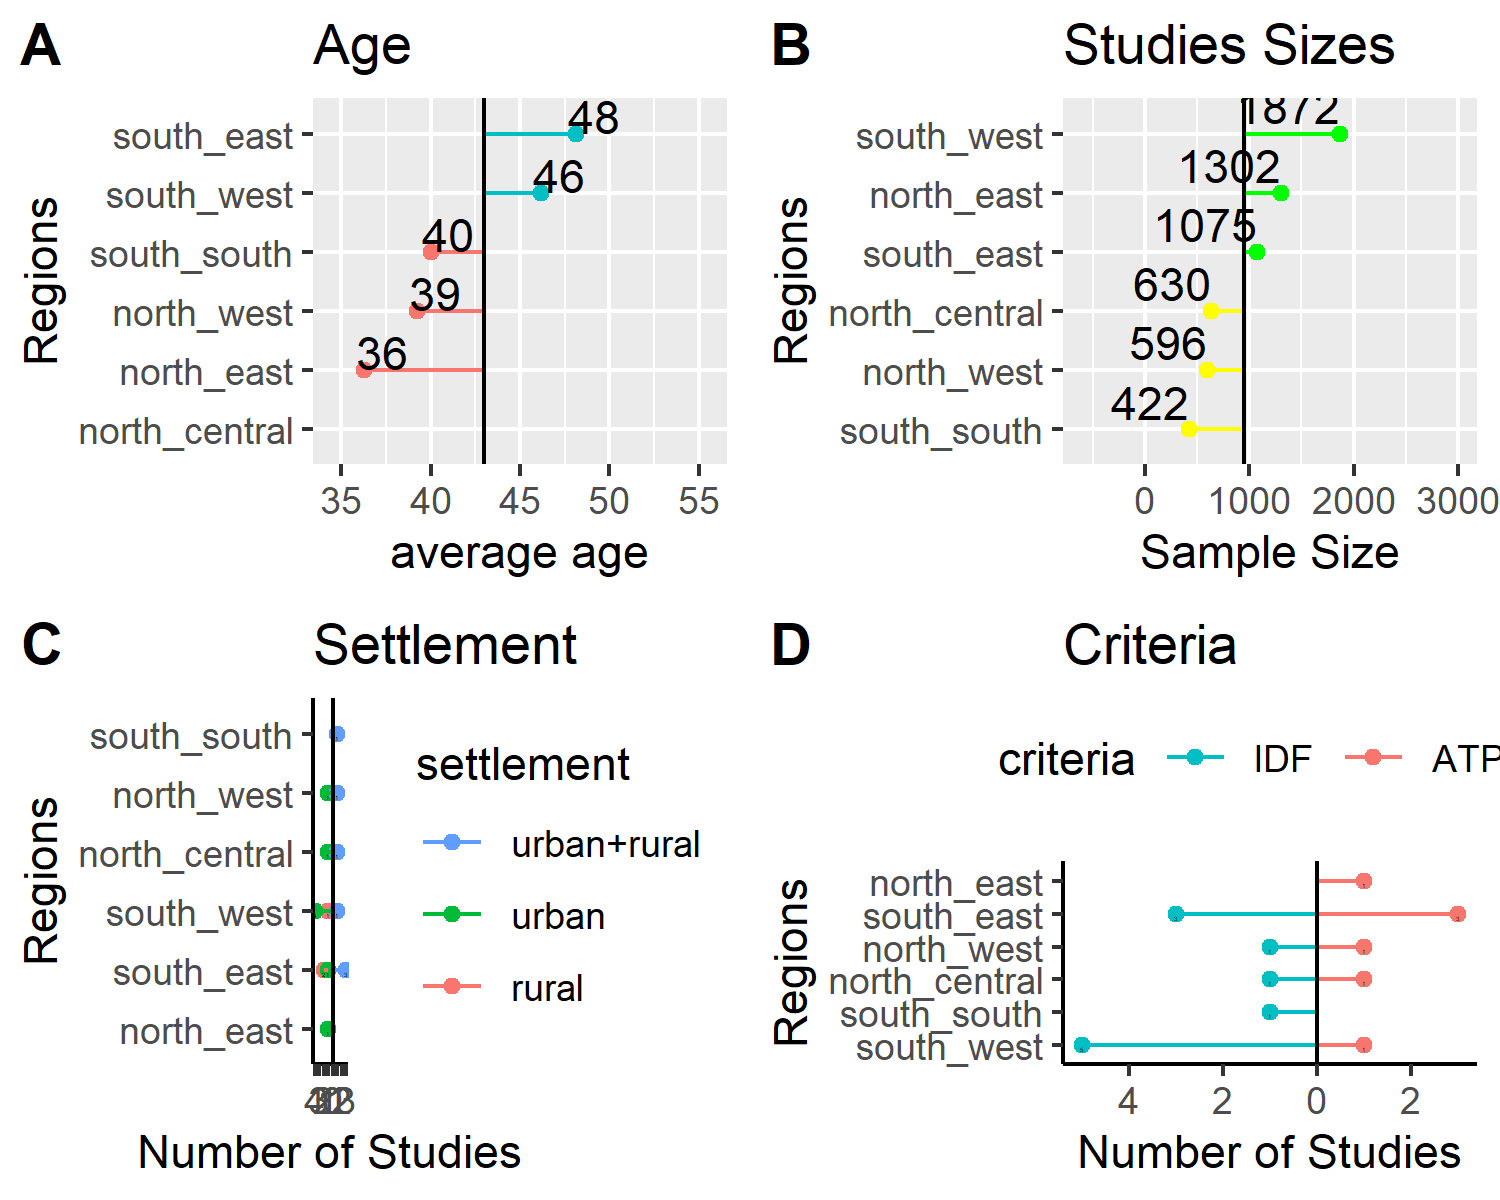 A
Age
48
south_east
46
south_west
40
south_south
39
north_west
36
north_east
north_central
Regions
35 40 45 50 55
average age
B
Studies Sizes
1872
south_west
1302
north_east
1075
south_east
630
north_central
596
north_west
422
south_south
Regions
0 1000 2000 3000
Sample Size
C
Settlement
south_south
north_west
north_central
south_west
south_east
north_east
Regions
Number of Studies
settlement
urban+rural
urban
rural
D
Criteria
criteria IDF ATP
north_east
south_east
north_west
north_central
south_south
south_west
Regions
4 2 0 2
Number of Studies